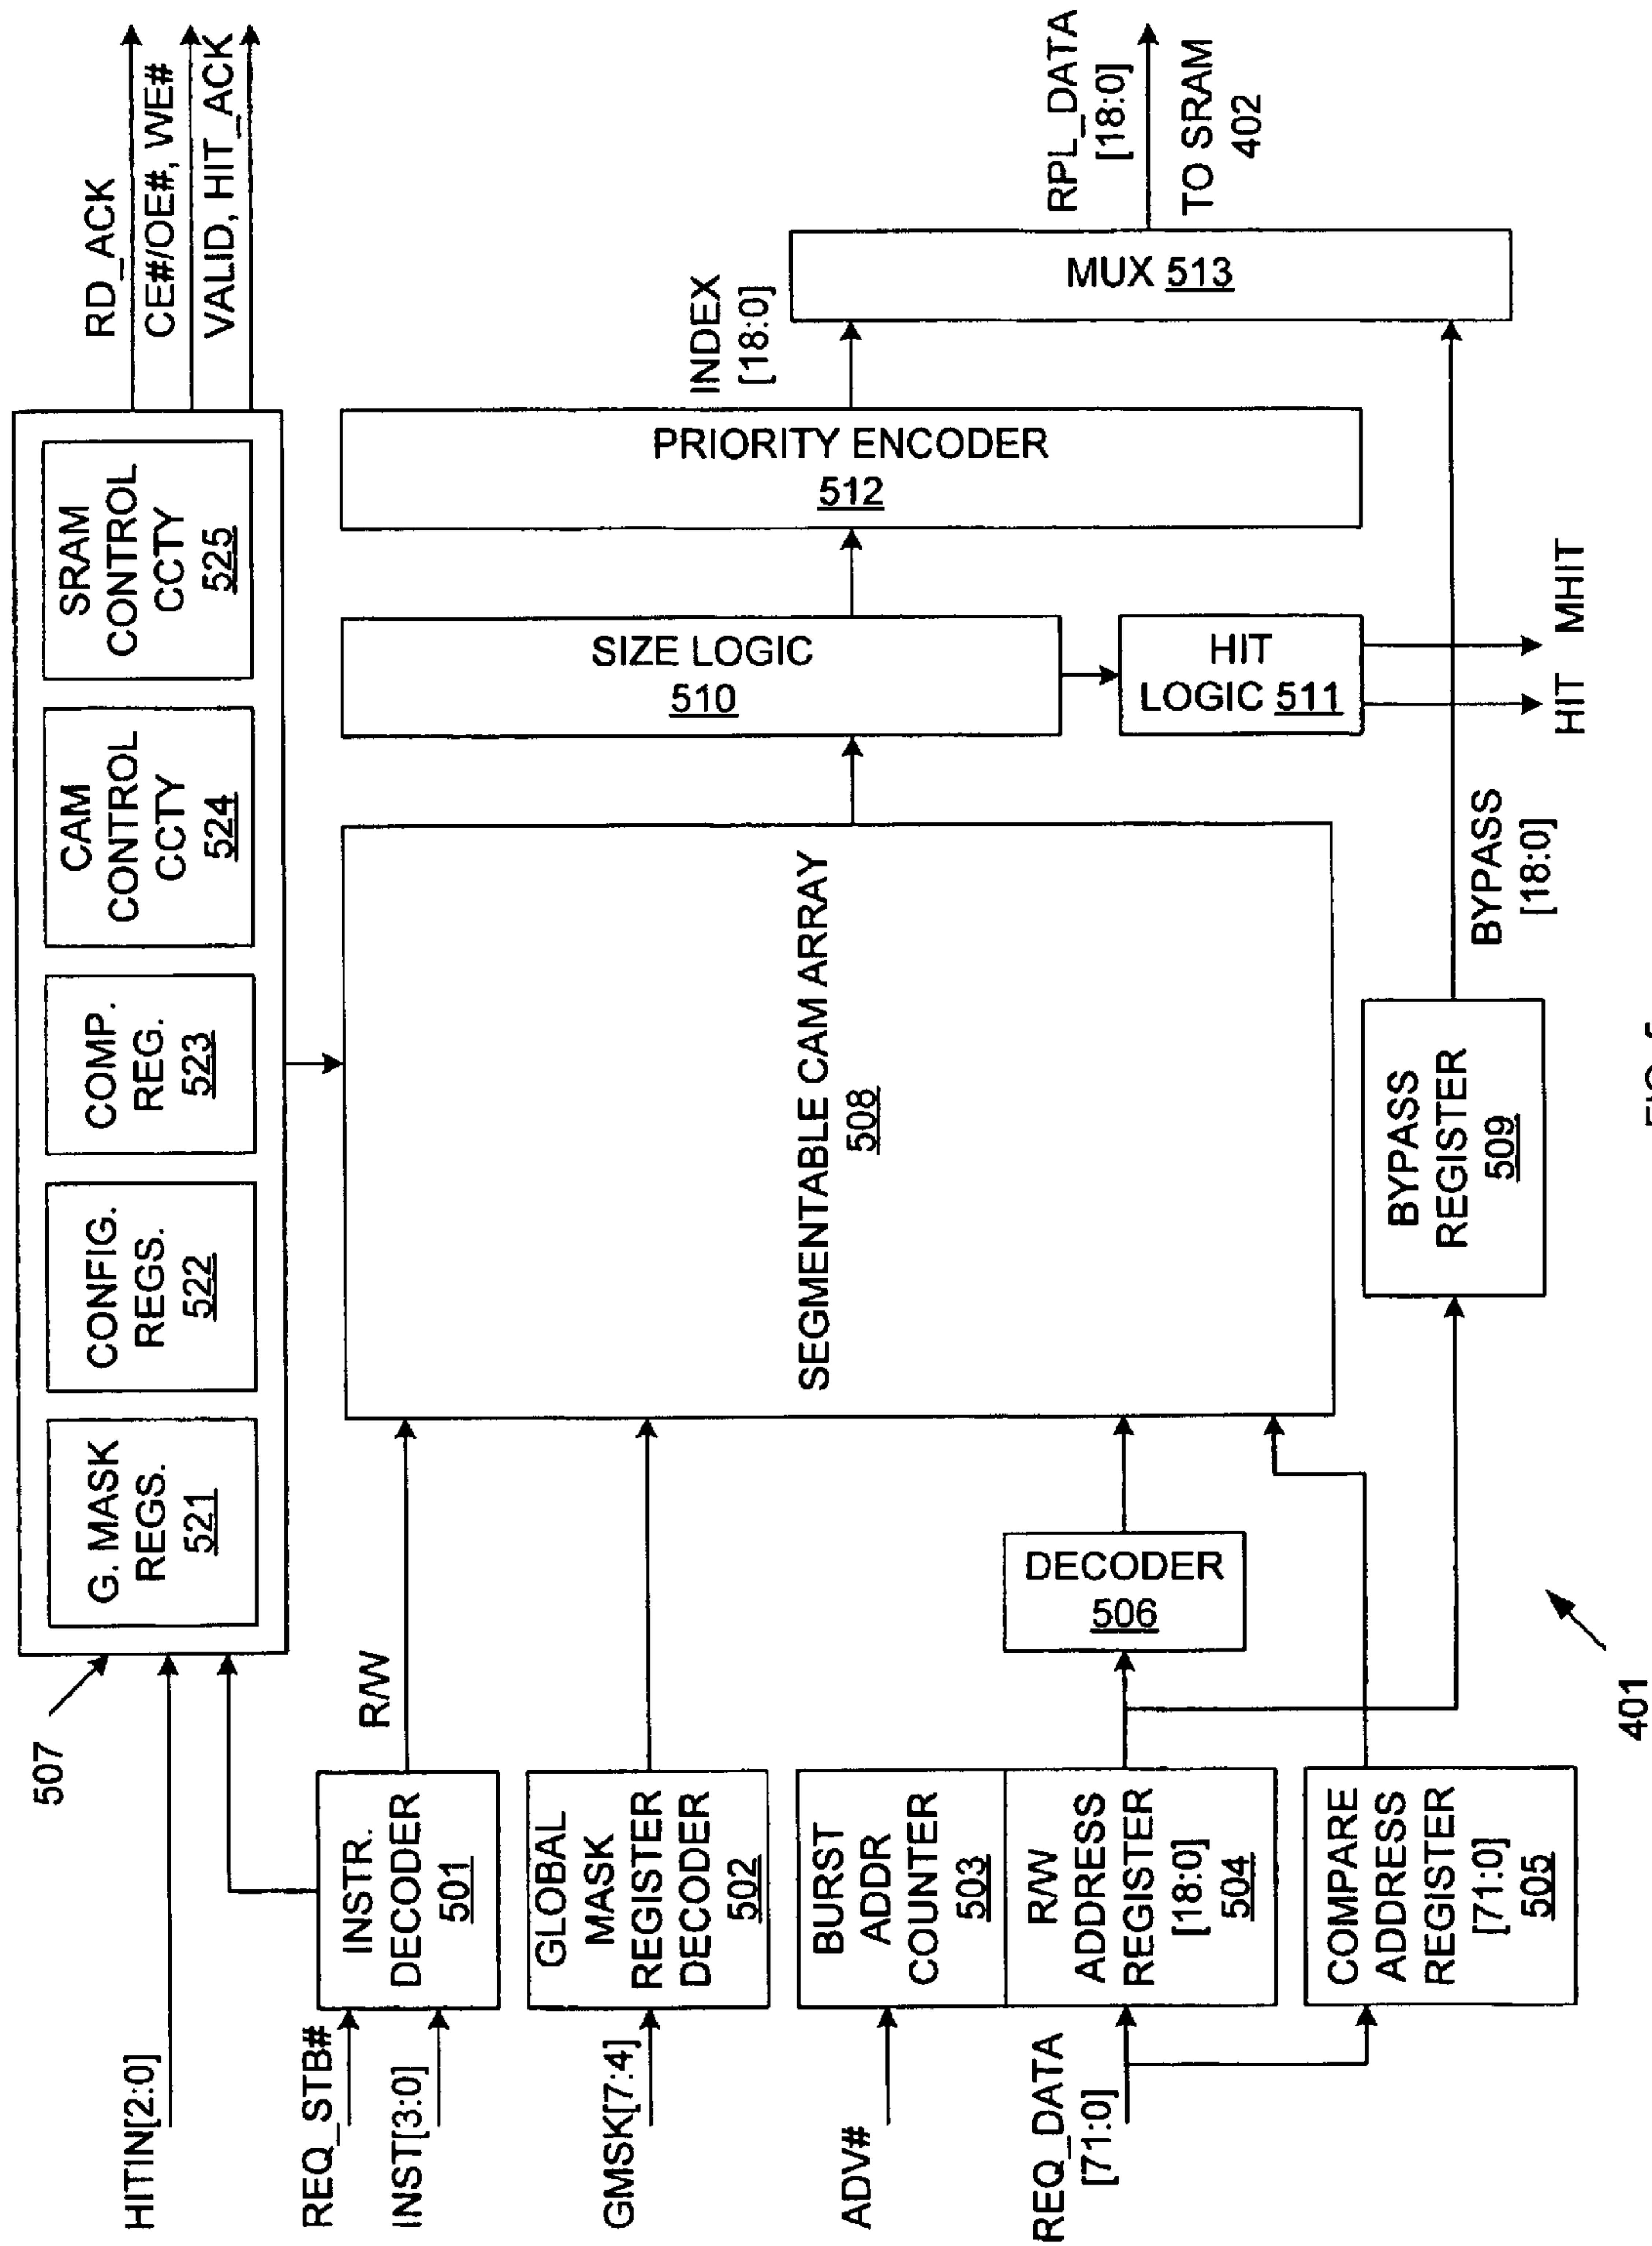 HITIN[2:0]
507
G. MASK
REGS.
521
CONFIG.
REGS.
522
COMP.
REG.
523
CAM
CONTROL
CCTY
524
SRAM
CONTROL
CCTY
525
RD_ACK
CE#/OE#, WE#
VALID, HIT_ACK
REQ_STB#
INST[3:0]
INSTR.
DECODER
501
R/W
GMSK[7:4]
GLOBAL
MASK
REGISTER
DECODER
502
ADV#
BURST
ADDR
COUNTER
503
REQ_DATA
[71:0]
R/W
ADDRESS
REGISTER
[18:0]
504
COMPARE
ADDRESS
REGISTER
[71:0]
505
DECODER
506
SEGMENTABLE CAM ARRAY
508
SIZE LOGIC
510
HIT
LOGIC 511
HIT
MHIT
PRIORITY ENCODER
512
INDEX
[18:0]
MUX 513
RPL_DATA
[18:0]
TO SRAM
402
BYPASS
REGISTER
509
BYPASS
[18:0]
401